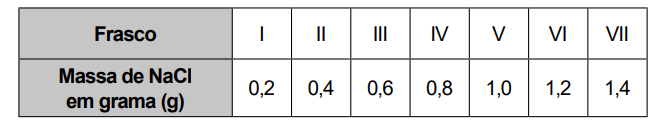 Frasco I II III IV V VI VII
Massa de NaCl
em grama (g) 0,2 0,4 0,6 0,8 1,0 1,2 1,4